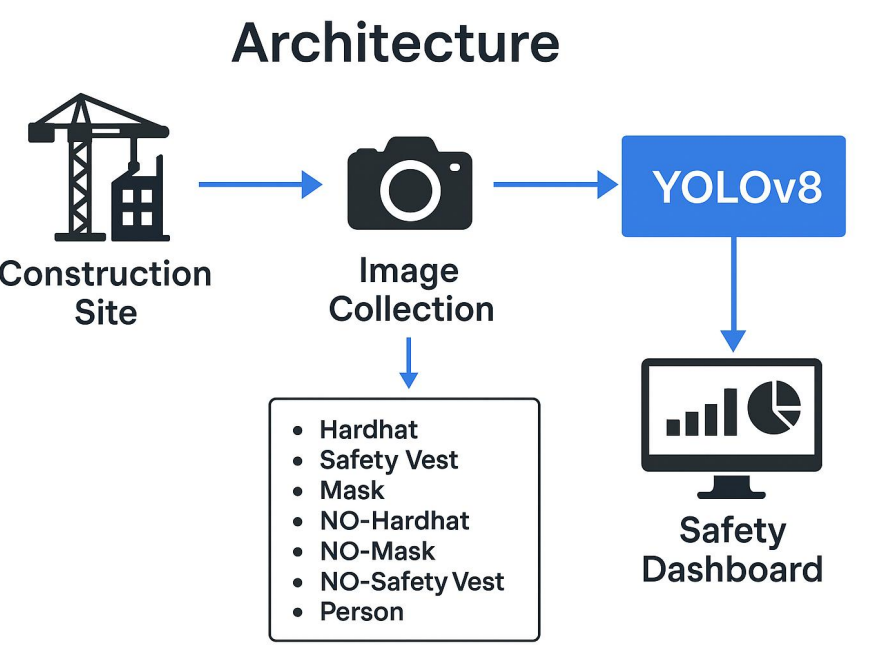 Architecture
Construction
Site
Image
Collection
YOLOv8
• Hardhat
• Safety Vest
• Mask
• NO-Hardhat
• NO-Mask
• NO-Safety Vest
• Person
Safety
Dashboard